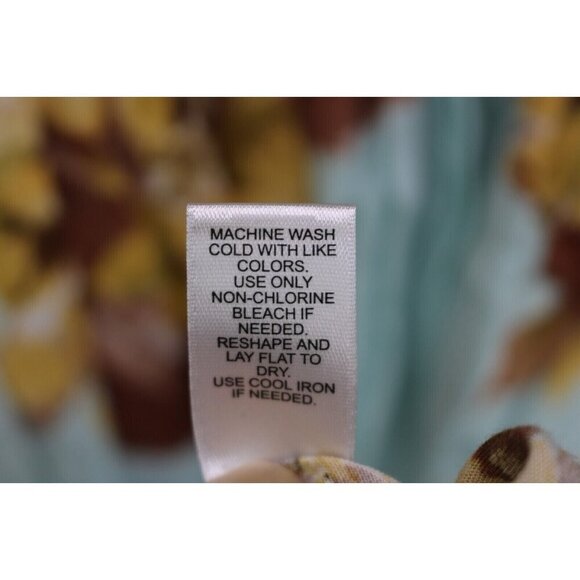 MACHINE WASH
COLD WITH LIKE
COLORS.
USE ONLY
NON-CHLORINE
BLEACH IF
NEEDED.
RESHAPE AND
LAY FLAT TO
DRY.
USE COOL IRON
IF NEEDED.